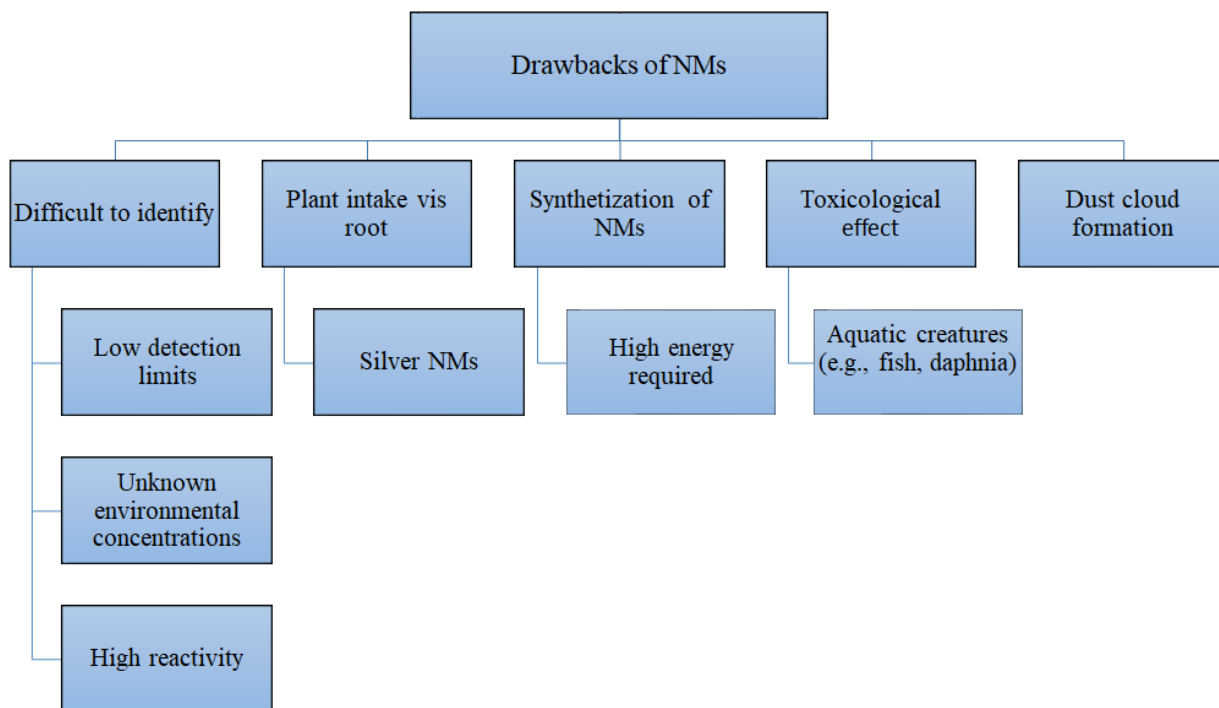 Drawbacks of NMs
Difficult to identify
Plant intake vis
root
Synthetization of
NMs
Toxicological
effect
Dust cloud
formation
Low detection
limits
Silver NMs
High energy
required
Aquatic creatures
(e.g., fish, daphnia)
Unknown
environmental
concentrations
High reactivity